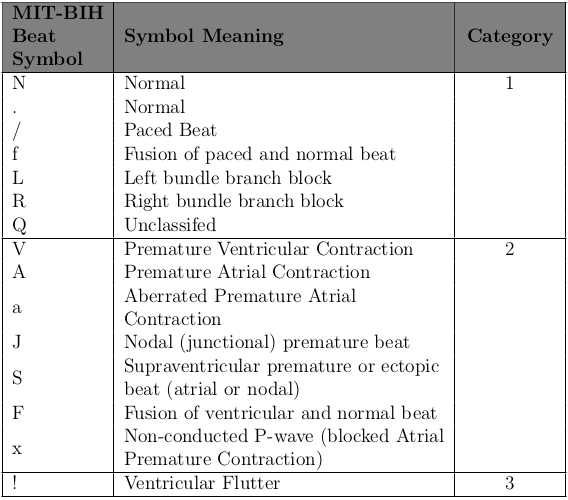 MIT-BIH Beat Symbol Symbol Meaning Category
N Normal 1
. Normal
/ Paced Beat
f Fusion of paced and normal beat
L Left bundle branch block
R Right bundle branch block
Q Unclassifed
V Premature Ventricular Contraction 2
A Premature Atrial Contraction
a Aberrated Premature Atrial
Contraction
J Nodal (junctional) premature beat
S Supraventricular premature or ectopic
beat (atrial or nodal)
F Fusion of ventricular and normal beat
x Non-conducted P-wave (blocked Atrial
Premature Contraction)
! Ventricular Flutter 3